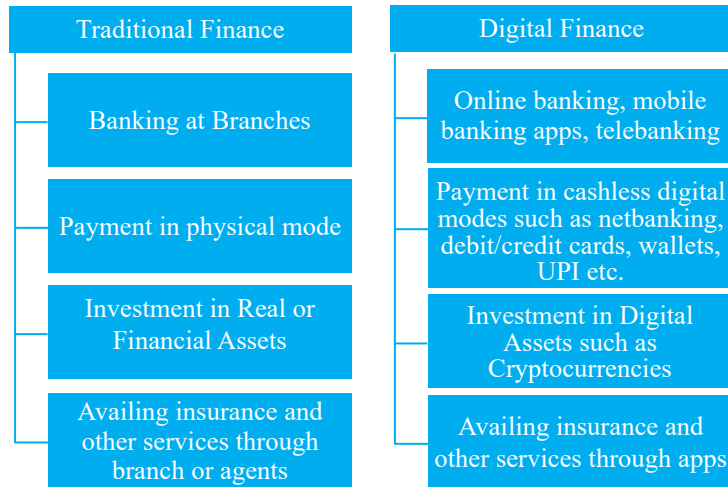 Traditional Finance
Banking at Branches
Payment in physical mode
Investment in Real or
Financial Assets
Availing insurance and
other services through
branch or agents
Digital Finance
Online banking, mobile
banking apps, telebanking
Payment in cashless digital
modes such as netbanking,
debit/credit cards, wallets,
UPI etc.
Investment in Digital
Assets such as
Cryptocurrencies
Availing insurance and
other services through apps